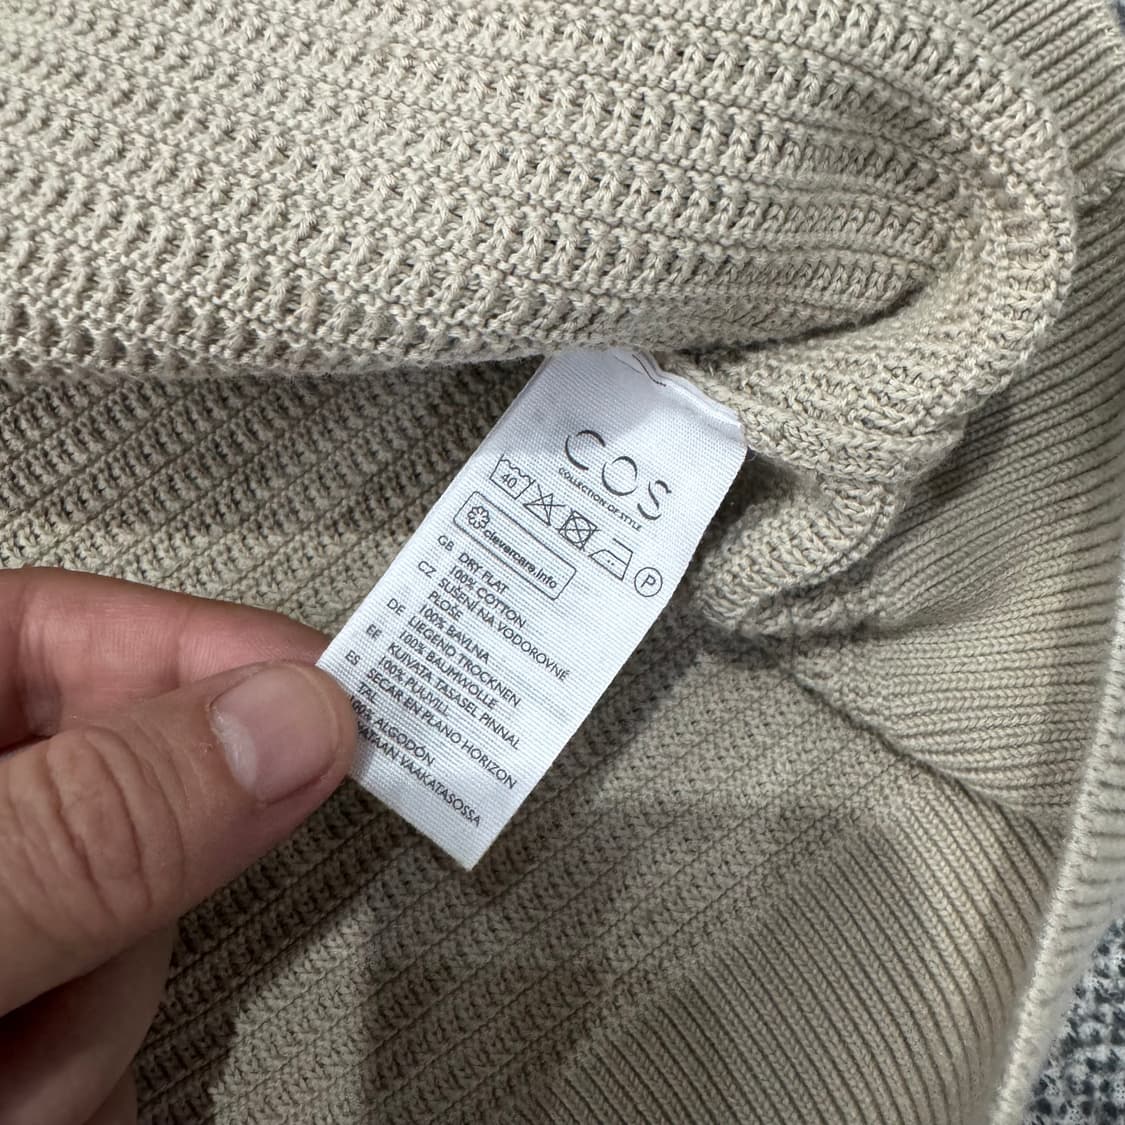 COS
COLLECTION OF STYLE
40
P
clevercare.info
GB DRY FLAT
100% COTTON
CZ SUŠENÍ NA VODOROVNÉ
PLOŠE
100% BAVLNA
DE LIEGEND TROCKNEN
100% BAUMWOLLE
EE KUIVATA TASASEL PINNAL
100% PUUVILL
ES SECAR EN PLANO HORIZON
TAL
100% ALGODÓN
VAAKATASOSSA